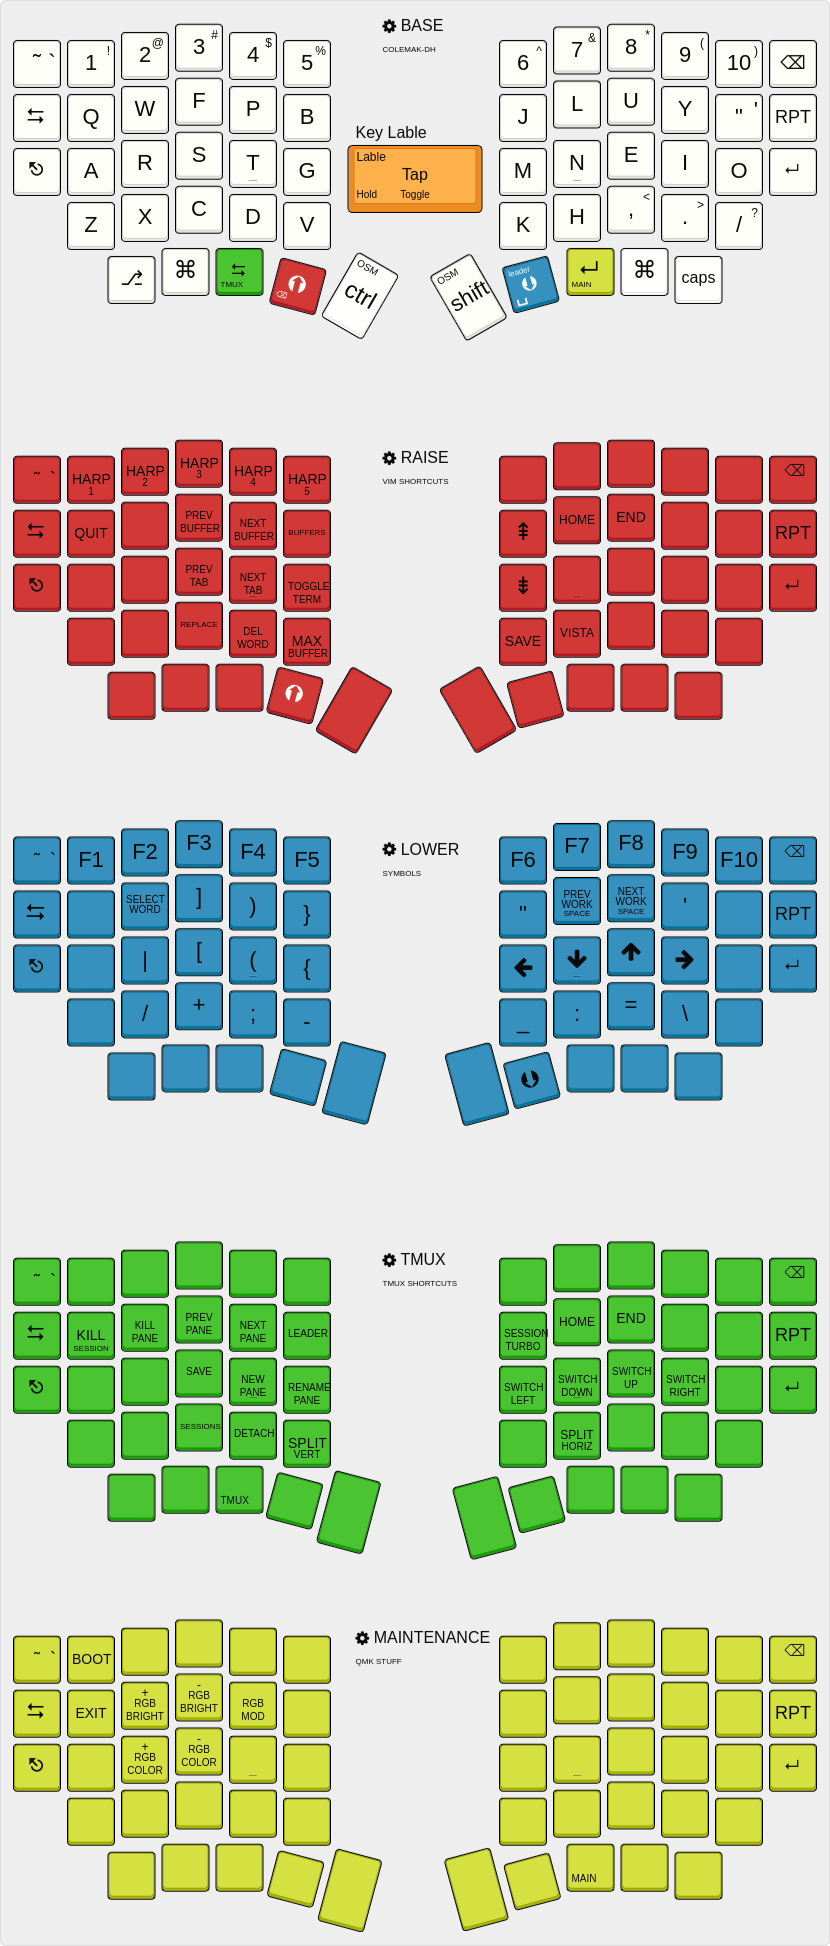 BASE
COLEMAK-DH
~ ` 1 ! 2 @ 3 # 4 $ 5 % 6 ^ 7 & 8 * 9 ( 10 ) ⌫
⇆ Q W F P B J L U Y " ' RPT
⎋ A R S T _ G M N _ E I O ↵
Z X C D V K H , < . > / ?
Key Lable
Lable
Tap
Hold Toggle
⎇ ⌘ ⇆ TMUX ⌫ OSM ctrl OSM shift leader ⎵ ↵ MAIN ⌘ caps
RAISE
VIM SHORTCUTS
~ ` HARP 1 HARP 2 HARP 3 HARP 4 HARP 5 ⌫
⇆ QUIT PREV BUFFER NEXT BUFFER BUFFERS ⇞ HOME END RPT
⎋ PREV TAB NEXT TAB _ TOGGLE TERM ⇟ _ ↵
REPLACE DEL WORD MAX BUFFER SAVE VISTA
LOWER
SYMBOLS
~ ` F1 F2 F3 F4 F5 F6 F7 F8 F9 F10 ⌫
⇆ SELECT WORD ] ) } " PREV WORK SPACE NEXT WORK SPACE ' RPT
⎋ | [ ( _ { ← ↓ _ ↑ → ↵
/ + ; - _ : = \
TMUX
TMUX SHORTCUTS
~ ` ⌫
⇆ KILL SESSION KILL PANE PREV PANE NEXT PANE LEADER SESSION TURBO HOME END RPT
⎋ SAVE NEW PANE RENAME PANE SWITCH LEFT SWITCH DOWN SWITCH UP SWITCH RIGHT ↵
SESSIONS DETACH SPLIT VERT SPLIT HORIZ
TMUX
MAINTENANCE
QMK STUFF
~ ` BOOT ⌫
⇆ EXIT + RGB BRIGHT - RGB BRIGHT RGB MOD RPT
⎋ + RGB COLOR - RGB COLOR _ _ ↵
MAIN